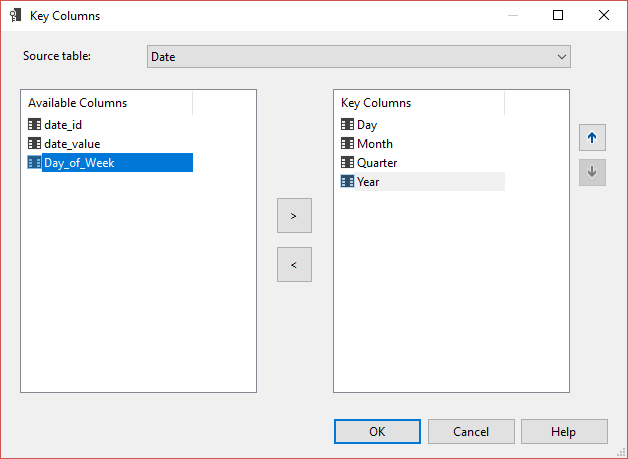 Key Columns
Source table: Date
Available Columns
date_id
date_value
Day_of_Week
>
<
Key Columns
Day
Month
Quarter
Year
OK Cancel Help